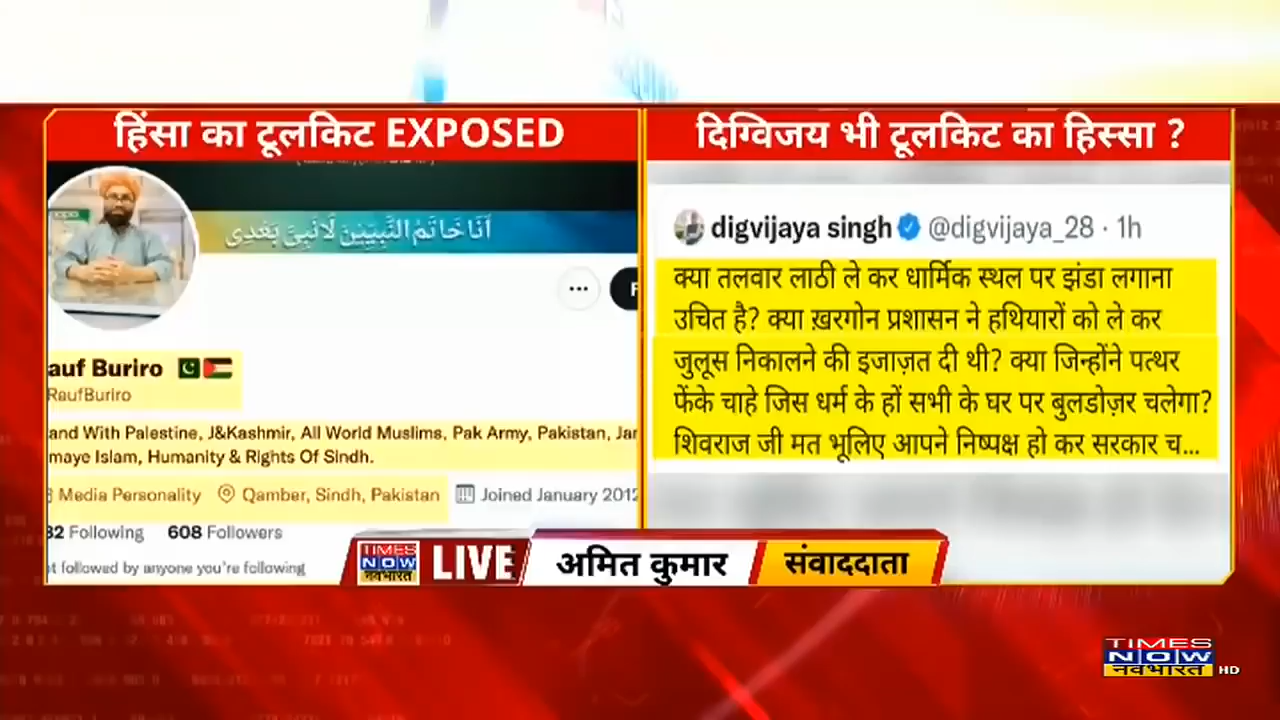 हिंसा का टूलकिट EXPOSED
أَنَا خَاتَمُ النَّبِيِّيْنَ لَا نَبِيَّ بَعْدِي
auf Buriro
RaufBuriro
and With Palestine, J&Kashmir, All World Muslims, Pak Army, Pakistan, Jar
maye Islam, Humanity & Rights Of Sindh.
Media Personality Qamber, Sindh, Pakistan Joined January 2012
32 Following 608 Followers
t followed by anyone you're following
दिग्विजय भी टूलकिट का हिस्सा ?
digvijaya singh @digvijaya_28 · 1h
क्या तलवार लाठी ले कर धार्मिक स्थल पर झंडा लगाना
उचित है? क्या ख़रगोन प्रशासन ने हथियारों को ले कर
जुलूस निकालने की इजाज़त दी थी? क्या जिन्होंने पत्थर
फेंके चाहे जिस धर्म के हों सभी के घर पर बुलडोज़र चलेगा?
शिवराज जी मत भूलिए आपने निष्पक्ष हो कर सरकार च...
TIMES NOW नवभारत LIVE अमित कुमार संवाददाता
TIMES
NOW
नवभारत HD